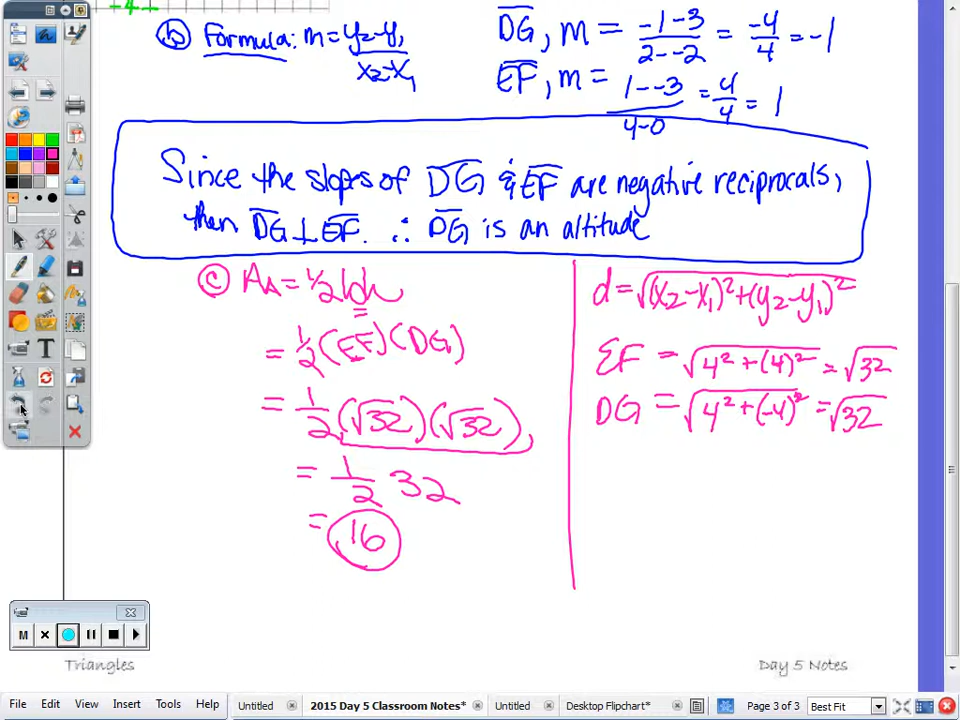 -4
ⓑ Formula: m = y₂-y₁ / x₂-x₁
DG, m = -1-3 / 2--2 = -4/4 = -1
EF, m = 1--3 / 4-0 = 4/4 = 1
Since the slopes of DG & EF are negative reciprocals,
then DG ⊥ EF. ∴ DG is an altitude
ⓒ A△ = ½bh
= ½(EF)(DG)
= 1/2(√32)(√32)
= 1/2 32
= 16
d = √(x₂-x₁)²+(y₂-y₁)²
EF = √4²+(4)² = √32
DG = √4²+(-4)² = √32
M
Triangles
Day 5 Notes
File Edit View Insert Tools Untitled 2015 Day 5 Classroom Notes* Untitled Desktop Flipchart* Page 3 of 3 Best Fit